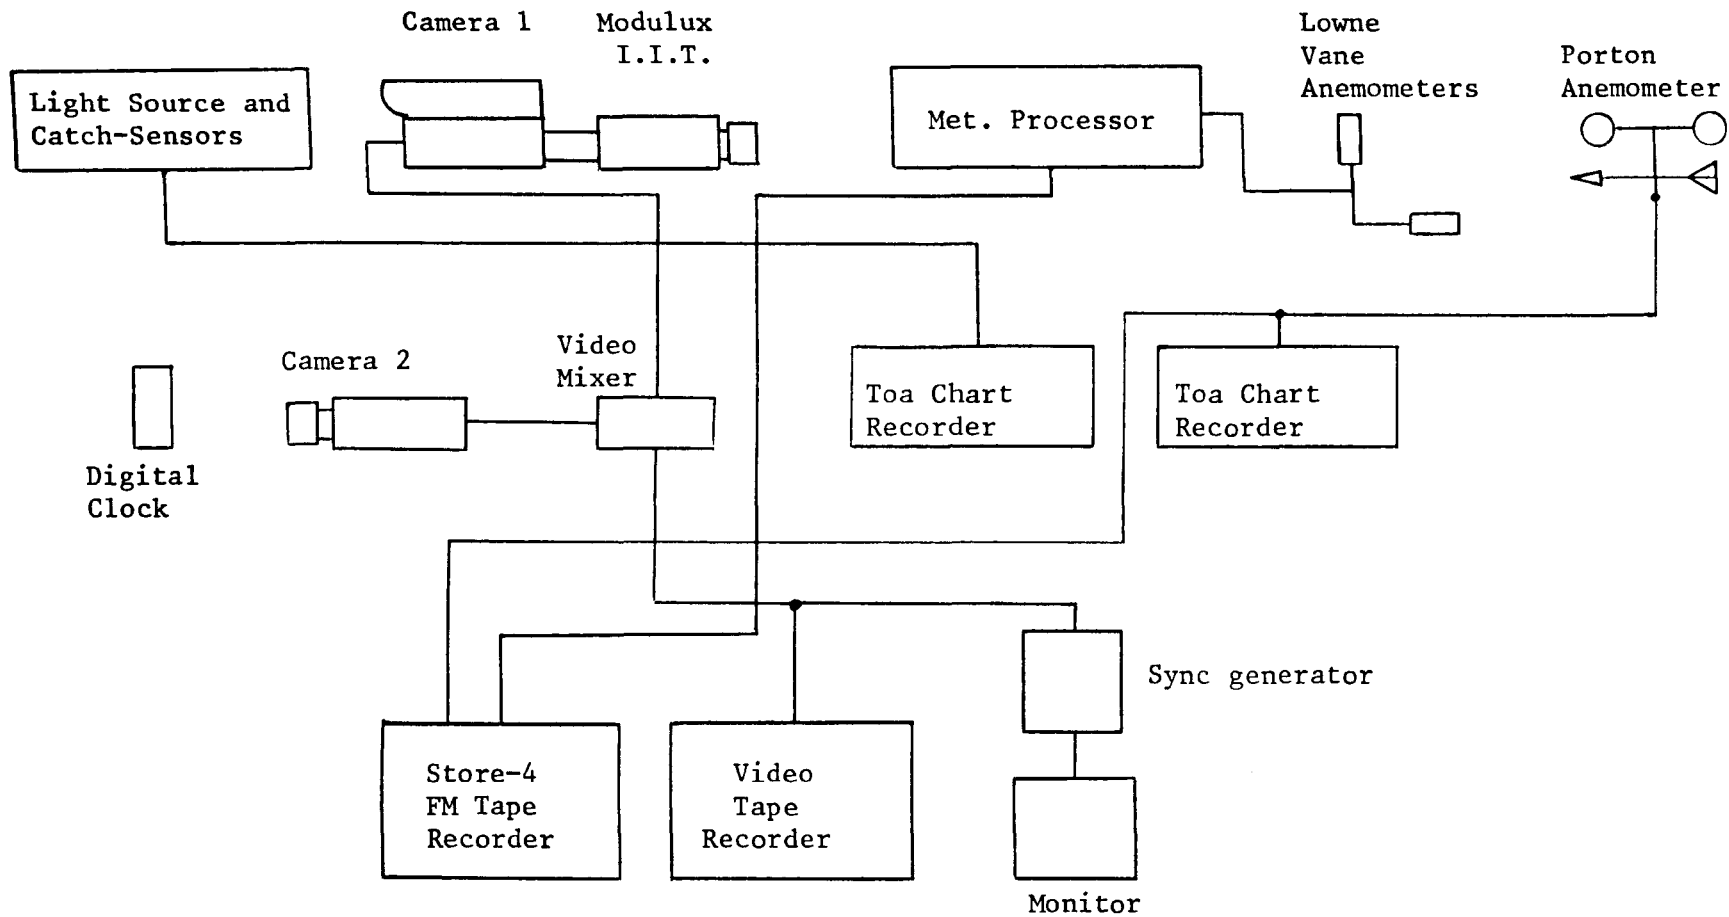 Camera 1
Modulux
I.I.T.
Lowne
Vane
Anemometers
Porton
Anemometer
Light Source and
Catch-Sensors
Met. Processor
Camera 2
Video
Mixer
Toa Chart
Recorder
Toa Chart
Recorder
Digital
Clock
Sync generator
Store-4
FM Tape
Recorder
Video
Tape
Recorder
Monitor